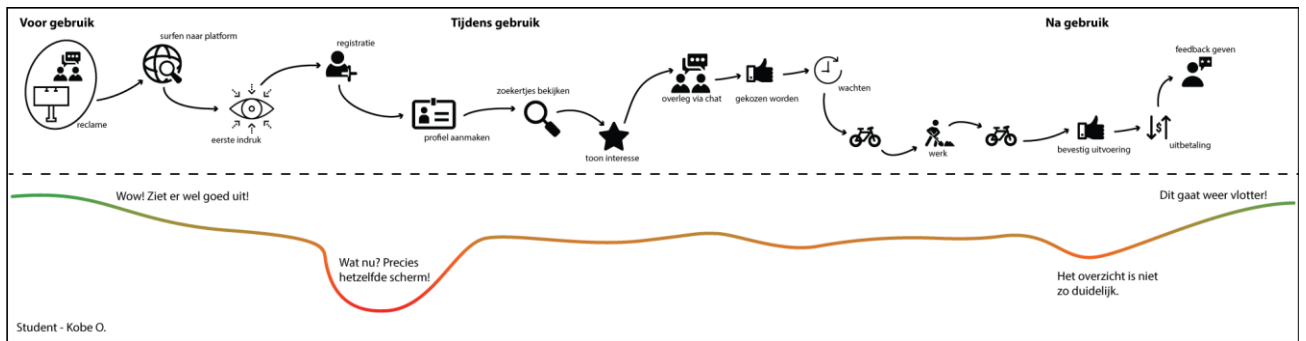 Voor gebruik
Tijdens gebruik
Na gebruik
reclame
surfen naar platform
eerste indruk
registratie
profiel aanmaken
zoekertjes bekijken
toon interesse
overleg via chat
gekozen worden
wachten
werk
bevestig uitvoering
$
uitbetaling
feedback geven
Wow! Ziet er wel goed uit!
Wat nu? Precies
hetzelfde scherm!
Het overzicht is niet
zo duidelijk.
Dit gaat weer vlotter!
Student - Kobe O.